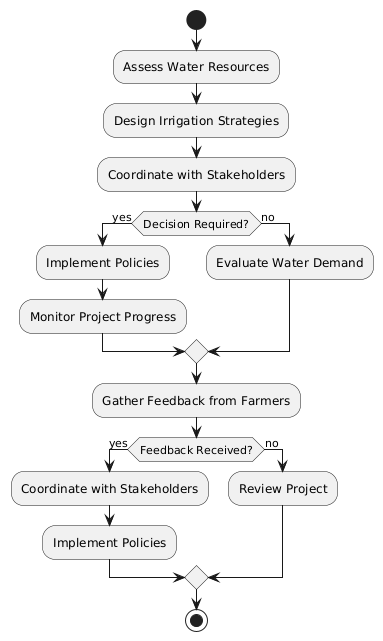 Assess Water Resources
Design Irrigation Strategies
Coordinate with Stakeholders
yes
Decision Required?
no
Implement Policies
Evaluate Water Demand
Monitor Project Progress
Gather Feedback from Farmers
yes
Feedback Received?
no
Coordinate with Stakeholders
Review Project
Implement Policies